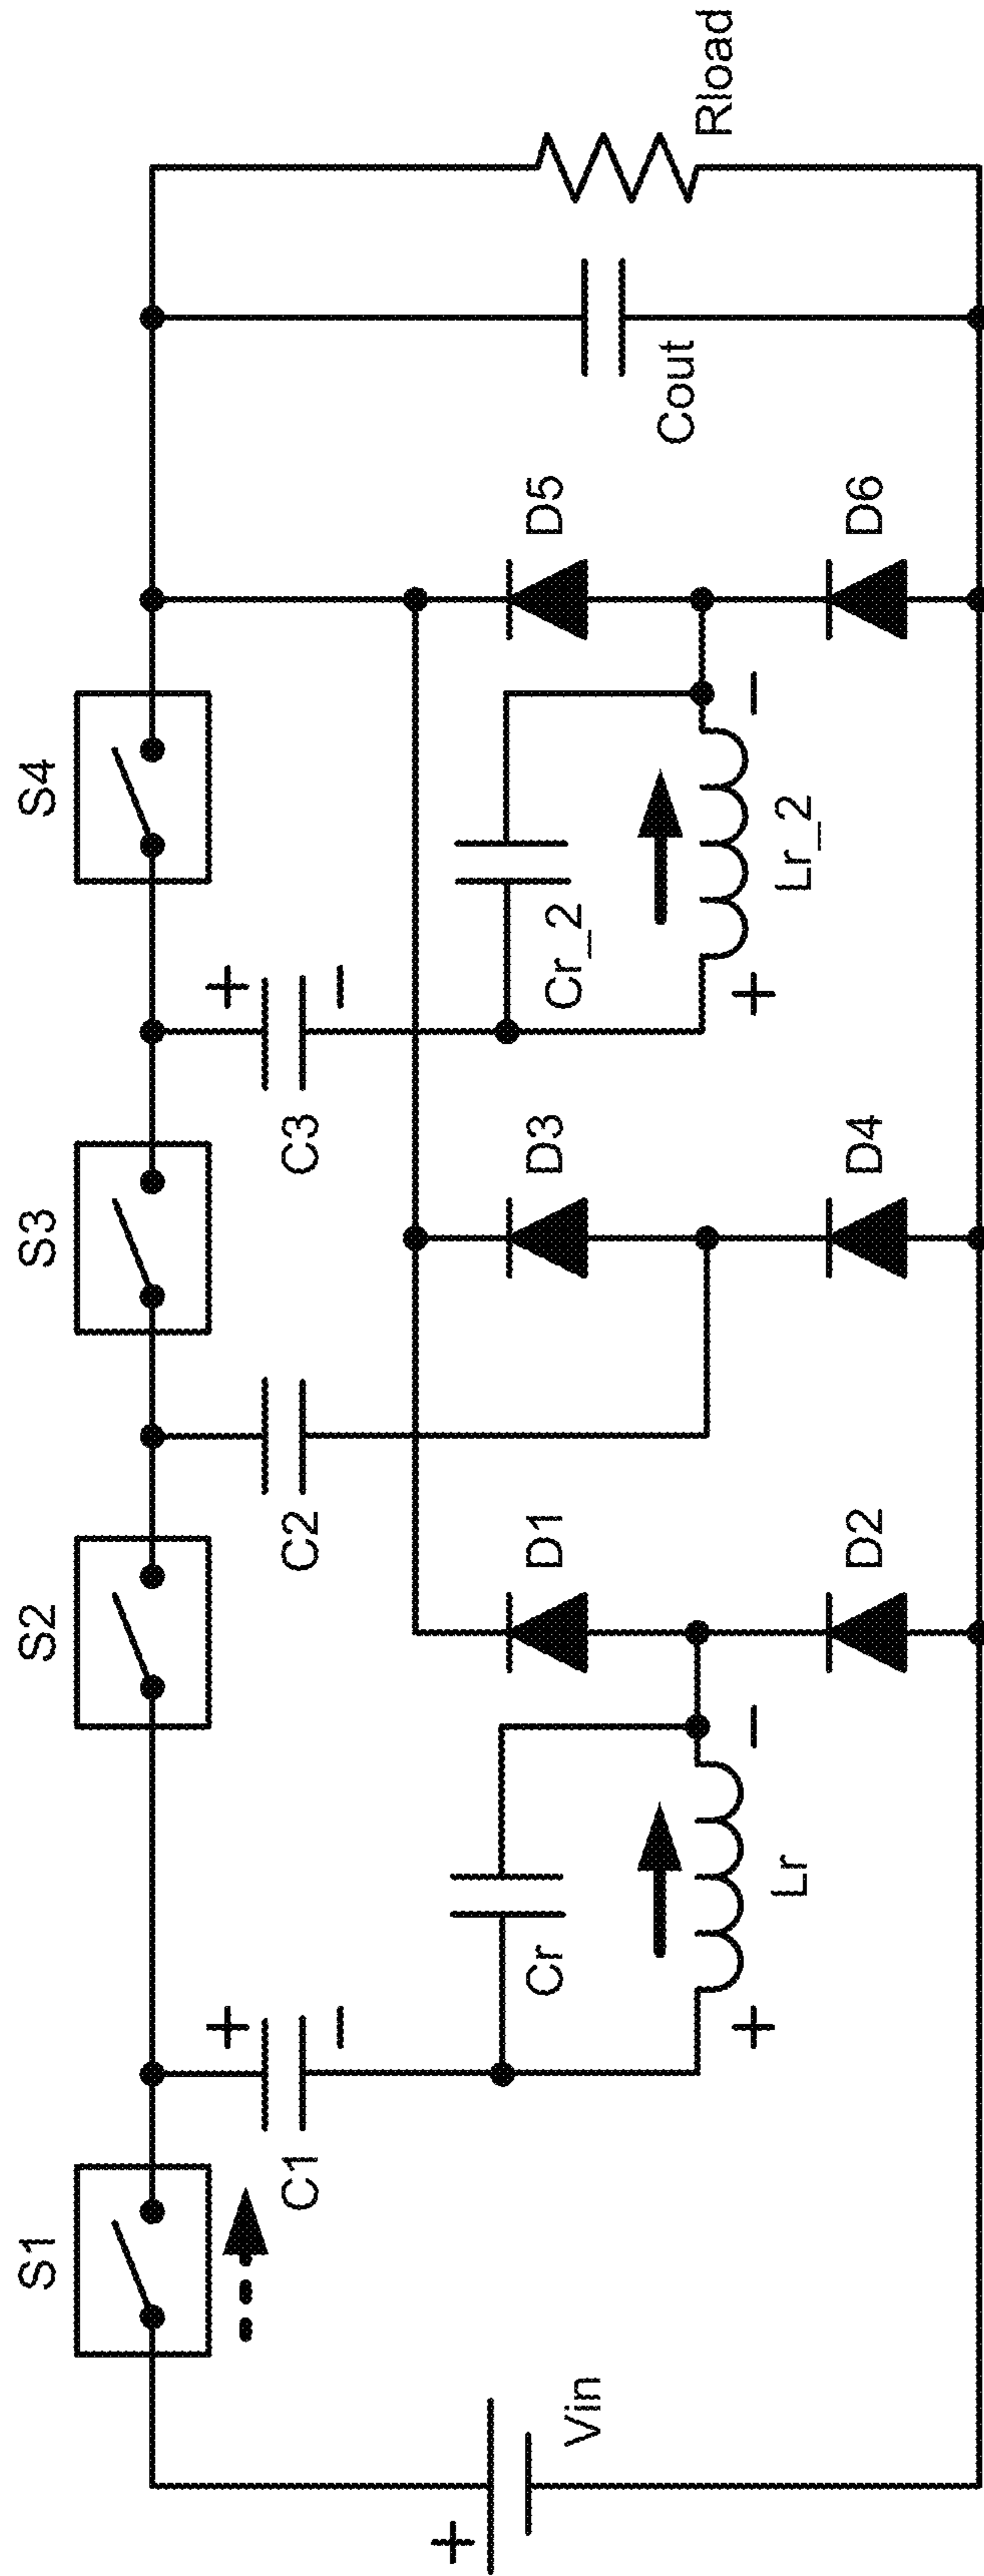 S1
S2
S3
S4
+
+
C1
−
C2
+
C3
−
Vin
Cr
D1
D3
Cr_2
D5
Cout
Rload
+
−
+
−
Lr
D2
D4
Lr_2
D6